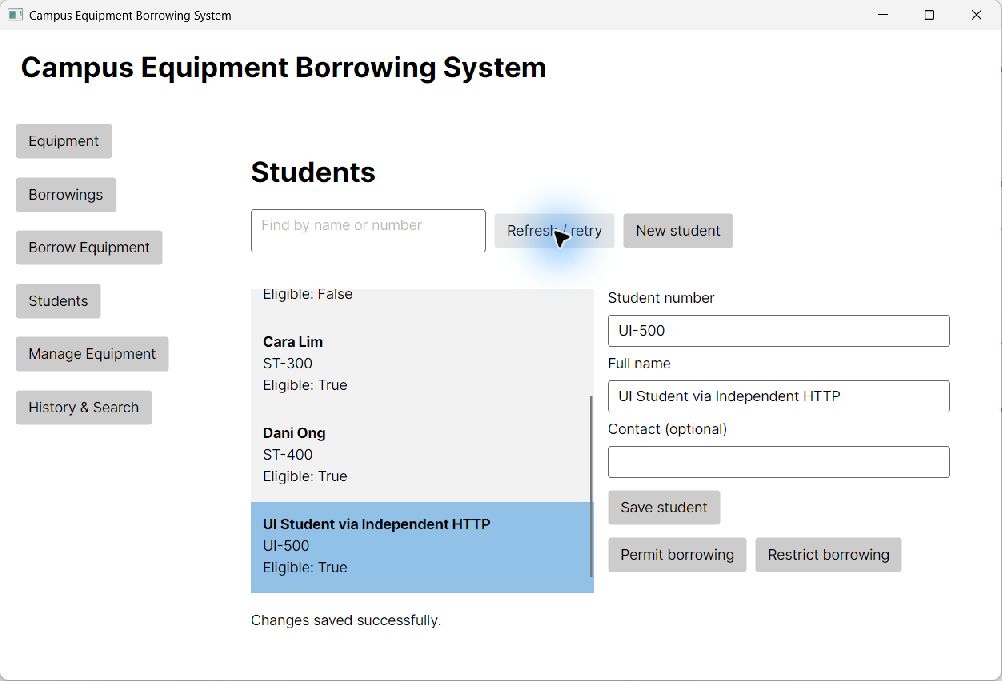 Campus Equipment Borrowing System
Campus Equipment Borrowing System
Equipment
Borrowings
Borrow Equipment
Students
Manage Equipment
History & Search
Students
Find by name or number
Refresh / retry
New student
Eligible: False
Cara Lim
ST-300
Eligible: True
Dani Ong
ST-400
Eligible: True
UI Student via Independent HTTP
UI-500
Eligible: True
Student number
UI-500
Full name
UI Student via Independent HTTP
Contact (optional)
Save student
Permit borrowing
Restrict borrowing
Changes saved successfully.